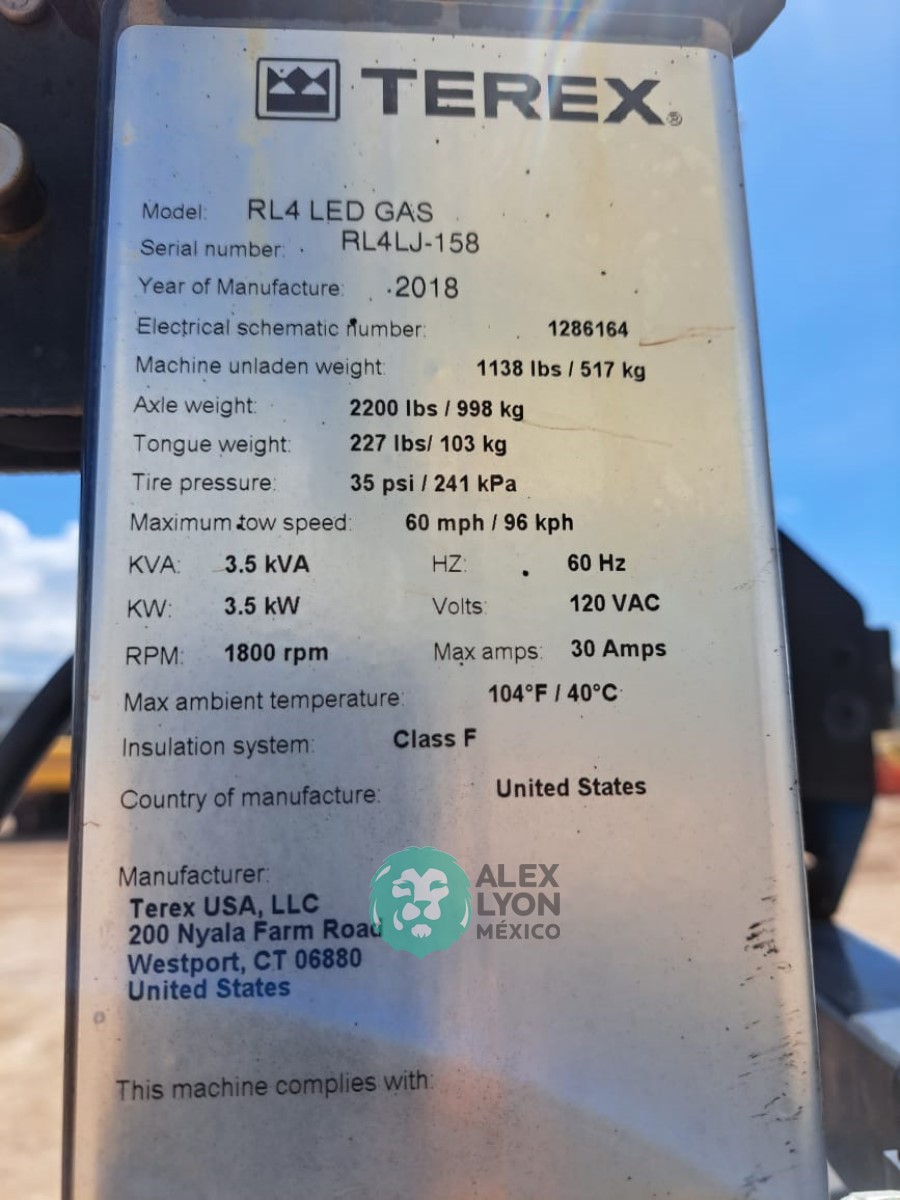 TEREX®
Model: RL4 LED GAS
Serial number: RL4LJ-158
Year of Manufacture: 2018
Electrical schematic number: 1286164
Machine unladen weight: 1138 lbs / 517 kg
Axle weight: 2200 lbs / 998 kg
Tongue weight: 227 lbs/ 103 kg
Tire pressure: 35 psi / 241 kPa
Maximum tow speed: 60 mph / 96 kph
KVA: 3.5 kVA HZ: 60 Hz
KW: 3.5 kW Volts: 120 VAC
RPM: 1800 rpm Max amps: 30 Amps
Max ambient temperature: 104°F / 40°C
Insulation system: Class F
Country of manufacture: United States
Manufacturer:
Terex USA, LLC
200 Nyala Farm Road
Westport, CT 06880
United States
ALEX
LYON
MÉXICO
This machine complies with: